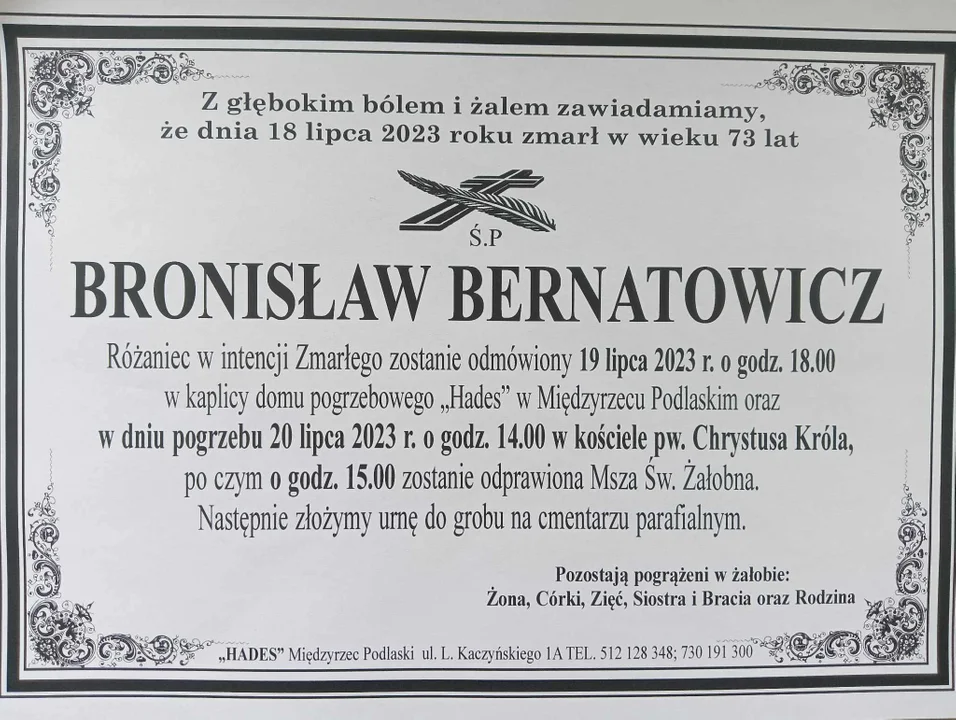 Z głębokim bólem i żalem zawiadamiamy,
że dnia 18 lipca 2023 roku zmarł w wieku 73 lat
Ś.P
BRONISŁAW BERNATOWICZ
Różaniec w intencji Zmarłego zostanie odmówiony 19 lipca 2023 r. o godz. 18.00
w kaplicy domu pogrzebowego „Hades” w Międzyrzecu Podlaskim oraz
w dniu pogrzebu 20 lipca 2023 r. o godz. 14.00 w kościele pw. Chrystusa Króla,
po czym o godz. 15.00 zostanie odprawiona Msza Św. Żałobna.
Następnie złożymy urnę do grobu na cmentarzu parafialnym.
Pozostają pogrążeni w żałobie:
Żona, Córki, Zięć, Siostra i Bracia oraz Rodzina
„HADES” Międzyrzec Podlaski ul. L. Kaczyńskiego 1A TEL. 512 128 348; 730 191 300